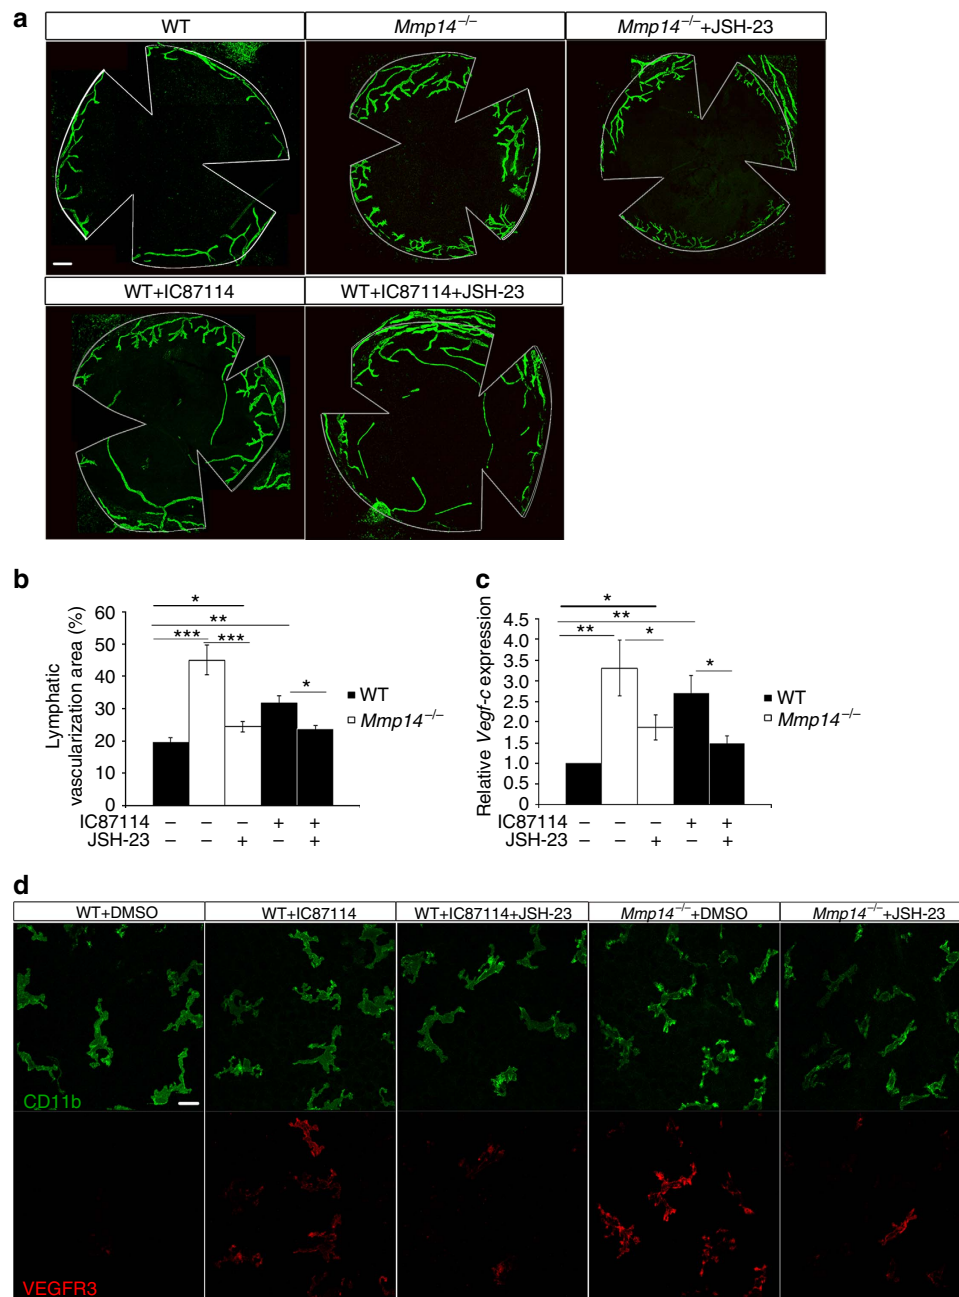 a
WT
Mmp14−/−
Mmp14−/−+JSH-23
WT+IC87114
WT+IC87114+JSH-23
b
Lymphatic
vascularization area (%)
60
50
40
30
20
10
0
*
**
*** ***
*
WT
Mmp14−/−
IC87114 − − − + +
JSH-23 − − + − +
c
Relative Vegf-c expression
4.5
4.0
3.5
3.0
2.5
2.0
1.5
1.0
0.5
0
*
**
** *
*
IC87114 − − − + +
JSH-23 − − + − +
d
WT+DMSO
WT+IC87114
WT+IC87114+JSH-23
Mmp14−/−+DMSO
Mmp14−/−+JSH-23
CD11b
VEGFR3